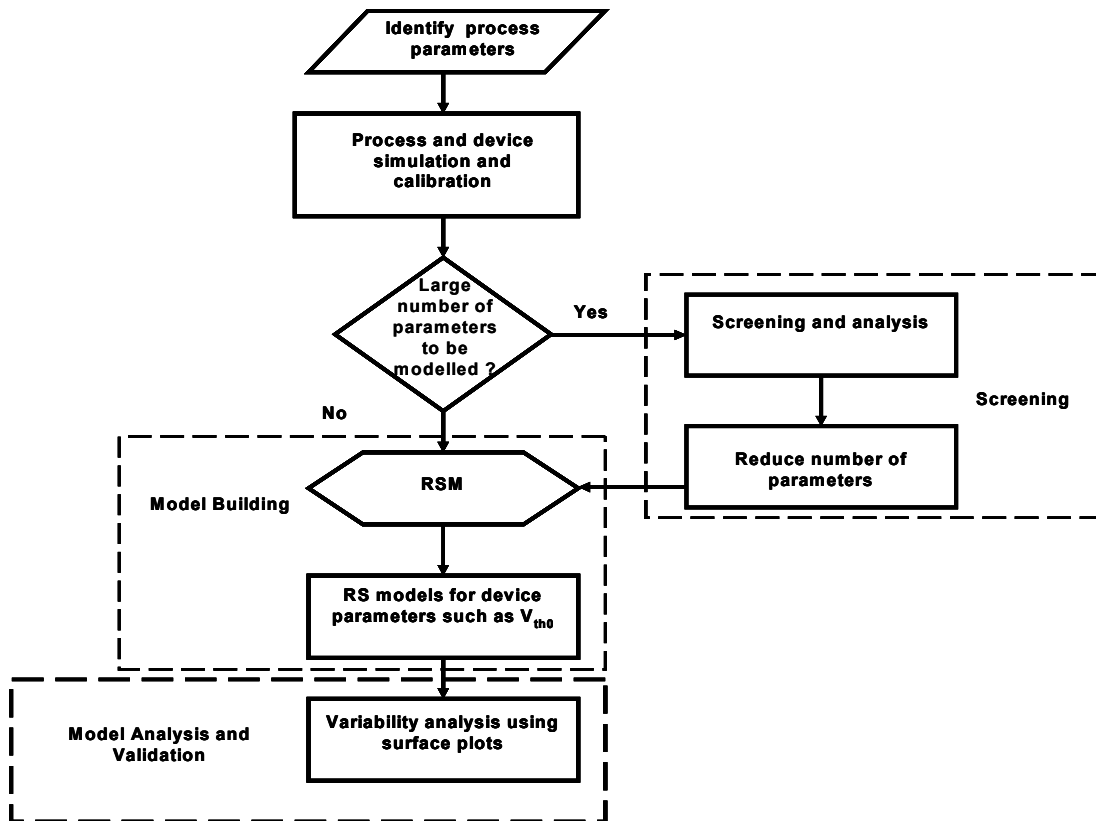 Identify process
parameters
Process and device
simulation and
calibration
Large
number of
parameters
to be
modelled ?
Yes
No
Screening and analysis
Screening
Reduce number of
parameters
RSM
Model Building
RS models for device
parameters such as Vth0
Variability analysis using
surface plots
Model Analysis and
Validation